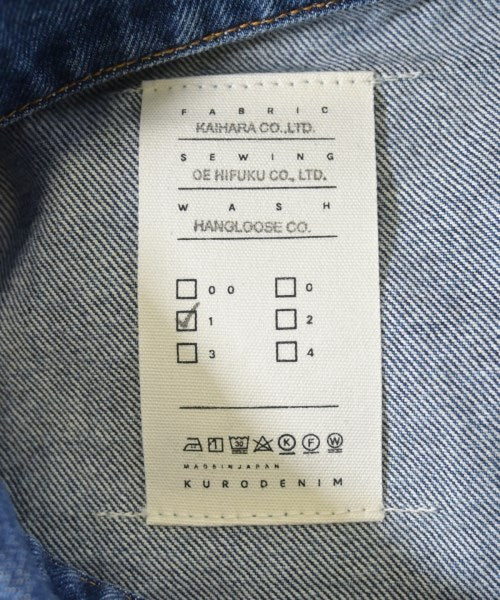 FABRIC
KAIHARA CO.,LTD.
SEWING
OE HIFUKU CO., LTD.
WASH
HANGLOOSE CO.
00 0
1 2
3 4
30 K F W
MADE IN JAPAN
KURODENIM